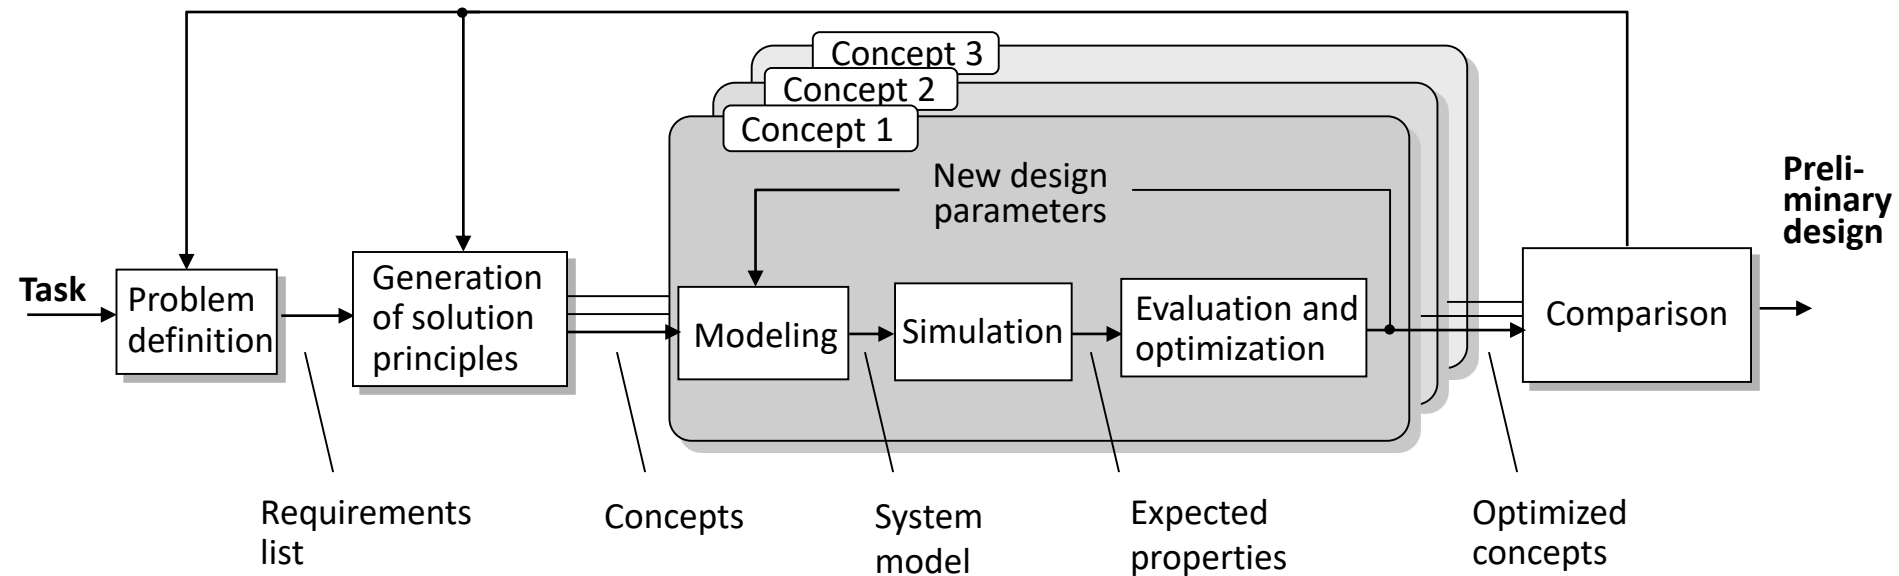 Concept 3
Concept 2
Concept 1
New design
parameters
Preli-
minary
design
Task
Problem
definition
Generation
of solution
principles
Modeling
Simulation
Evaluation and
optimization
Comparison
Requirements
list
Concepts
System
model
Expected
properties
Optimized
concepts